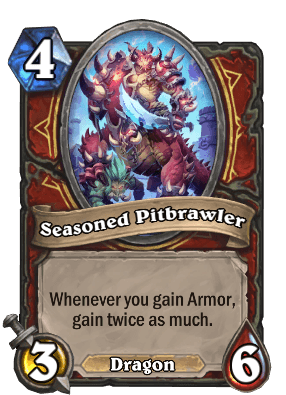 4
Seasoned Pitbrawler
Whenever you gain Armor,
gain twice as much.
3
Dragon
6